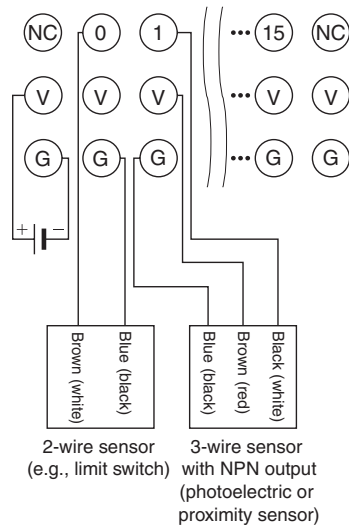 NC 0 1 ••• 15 NC
V V V ••• V V
G G G ••• G G
+ −
Brown (white)
Blue (black)
Blue (black)
Brown (red)
Black (white)
2-wire sensor
(e.g., limit switch)
3-wire sensor
with NPN output
(photoelectric or
proximity sensor)